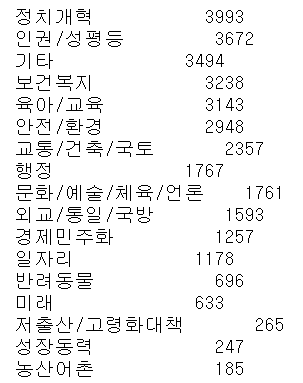 정치개혁 3993
인권/성평등 3672
기타 3494
보건복지 3238
육아/교육 3143
안전/환경 2948
교통/건축/국토 2357
행정 1767
문화/예술/체육/언론 1761
외교/통일/국방 1593
경제민주화 1257
일자리 1178
반려동물 696
미래 633
저출산/고령화대책 265
성장동력 247
농산어촌 185